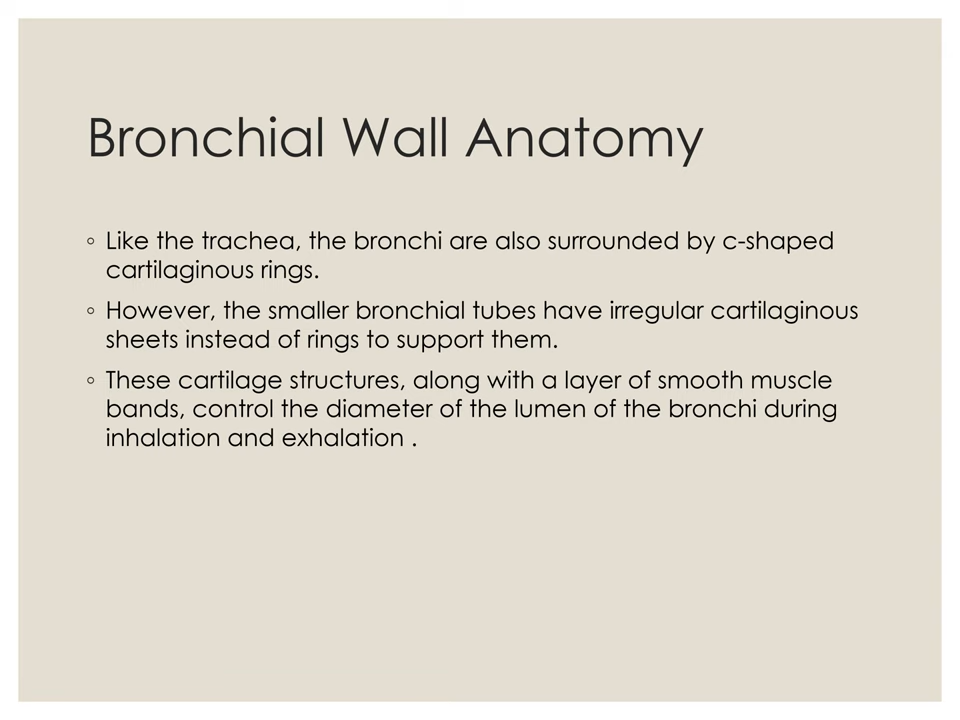 Bronchial Wall Anatomy
◦ Like the trachea, the bronchi are also surrounded by c-shaped
cartilaginous rings.
◦ However, the smaller bronchial tubes have irregular cartilaginous
sheets instead of rings to support them.
◦ These cartilage structures, along with a layer of smooth muscle
bands, control the diameter of the lumen of the bronchi during
inhalation and exhalation .